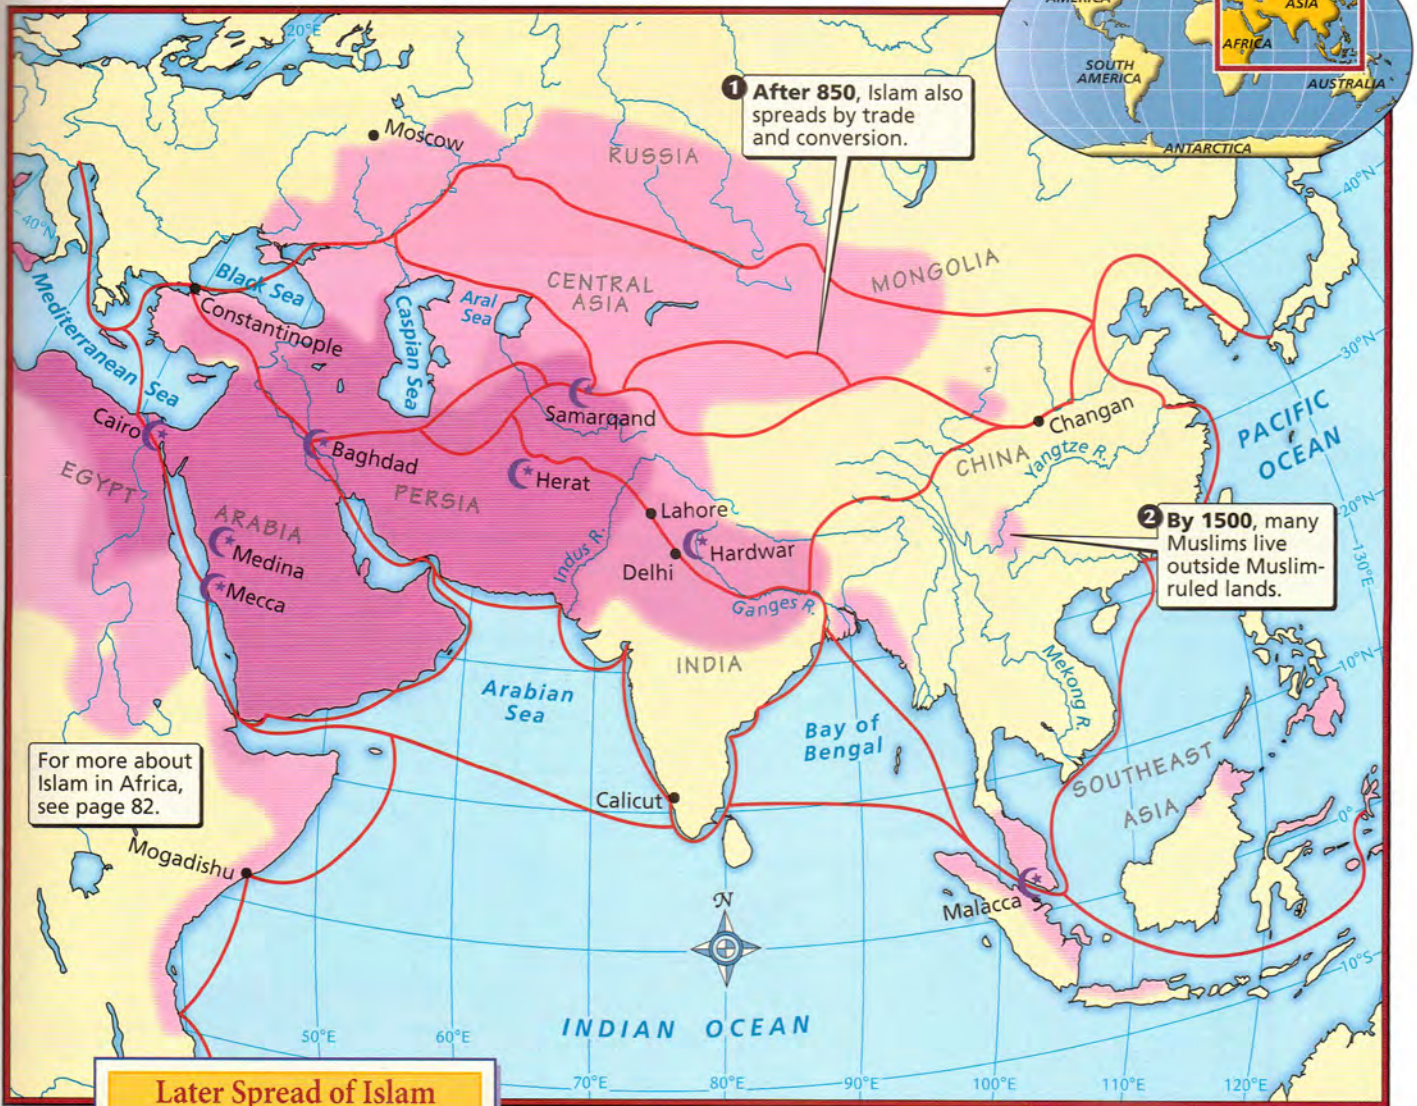 AMERICA
ASIA
AFRICA
SOUTH
AMERICA
AUSTRALIA
ANTARCTICA
20°E
1 After 850, Islam also
spreads by trade
and conversion.
Moscow
RUSSIA
40°N
40°N
MONGOLIA
CENTRAL
ASIA
Black Sea
Aral
Sea
Caspian Sea
Constantinople
Mediterranean Sea
30°N
Samarqand
Changan
PACIFIC
OCEAN
Cairo
Baghdad
CHINA
Yangtze R.
EGYPT
PERSIA
Herat
20°N
Lahore
ARABIA
2 By 1500, many
Muslims live
outside Muslim-
ruled lands.
130°E
Medina
Indus R.
Hardwar
Delhi
Mecca
Ganges R.
INDIA
Mekong R.
10°N
Arabian
Sea
Bay of
Bengal
For more about
Islam in Africa,
see page 82.
SOUTHEAST
ASIA
Calicut
0°
Mogadishu
N
Malacca
10°S
INDIAN OCEAN
50°E
60°E
70°E
80°E
90°E
100°E
110°E
120°E
Later Spread of Islam